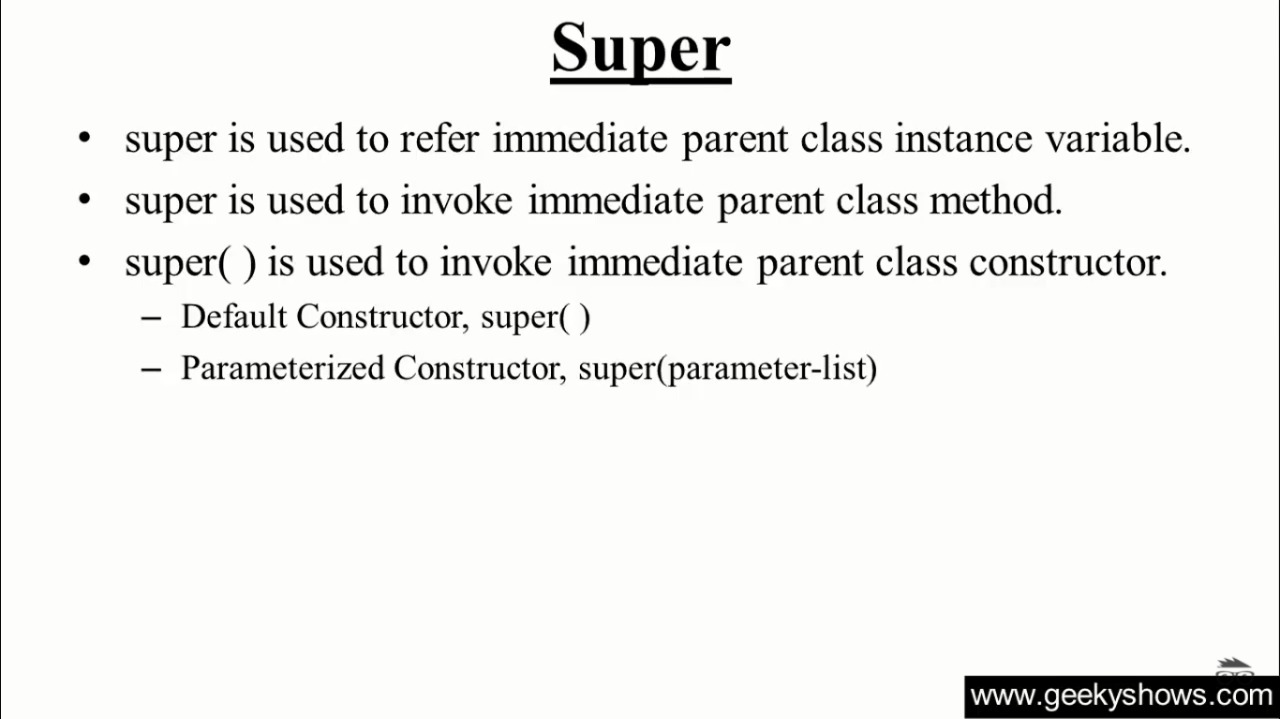 Super
• super is used to refer immediate parent class instance variable.
• super is used to invoke immediate parent class method.
• super( ) is used to invoke immediate parent class constructor.
– Default Constructor, super( )
– Parameterized Constructor, super(parameter-list)
www.geekyshows.com